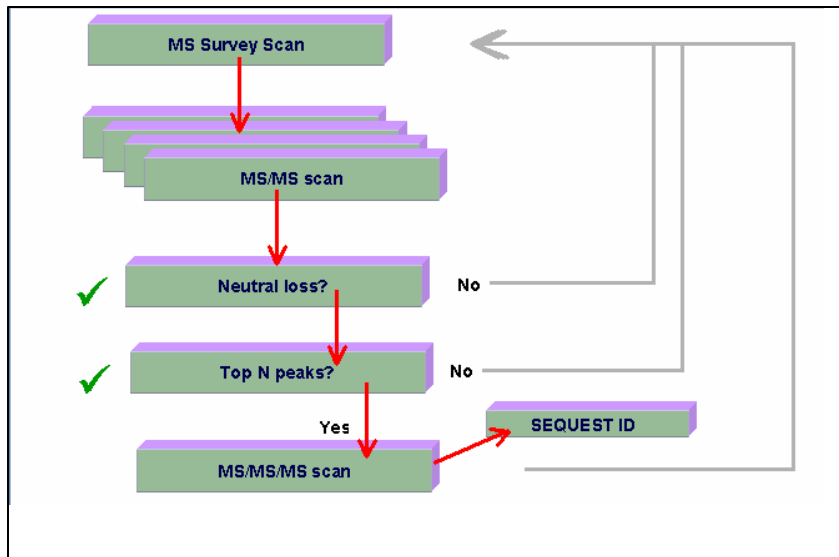 MS Survey Scan
MS/MS scan
Neutral loss?
No
Top N peaks?
No
Yes
SEQUEST ID
MS/MS/MS scan